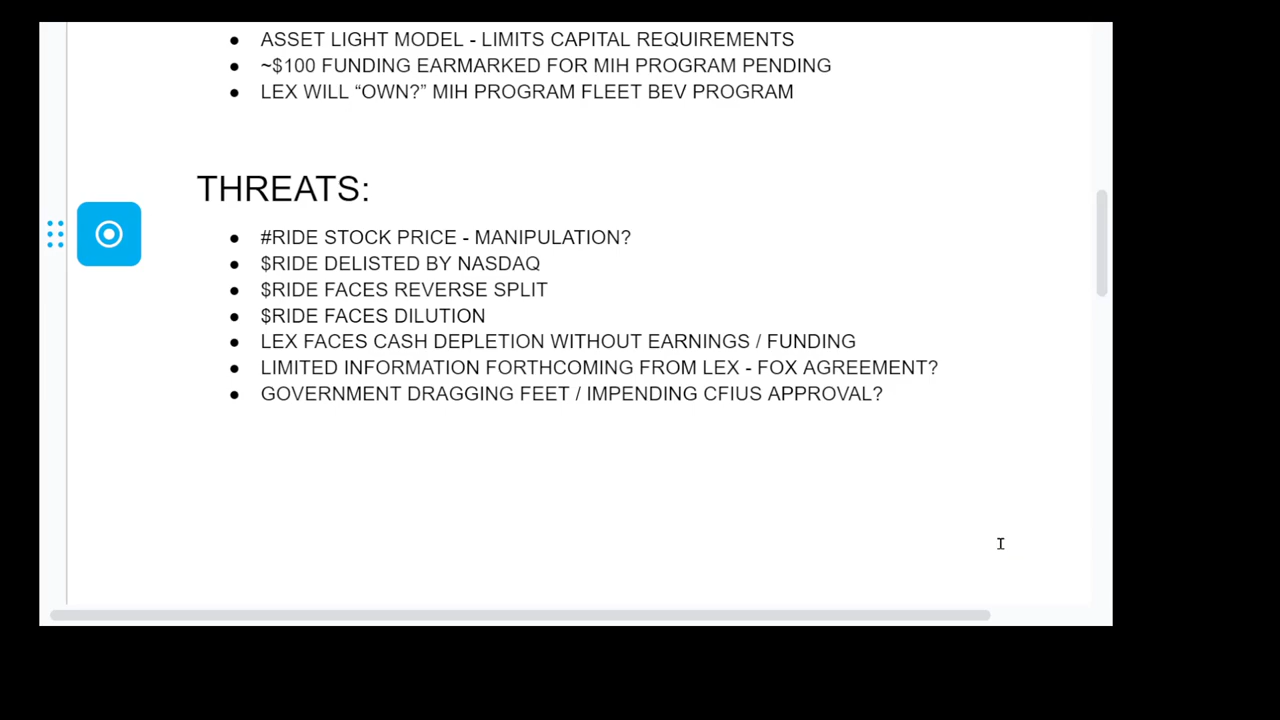 ● ASSET LIGHT MODEL - LIMITS CAPITAL REQUIREMENTS
● ~$100 FUNDING EARMARKED FOR MIH PROGRAM PENDING
● LEX WILL “OWN?” MIH PROGRAM FLEET BEV PROGRAM
THREATS:
● #RIDE STOCK PRICE - MANIPULATION?
● $RIDE DELISTED BY NASDAQ
● $RIDE FACES REVERSE SPLIT
● $RIDE FACES DILUTION
● LEX FACES CASH DEPLETION WITHOUT EARNINGS / FUNDING
● LIMITED INFORMATION FORTHCOMING FROM LEX - FOX AGREEMENT?
● GOVERNMENT DRAGGING FEET / IMPENDING CFIUS APPROVAL?